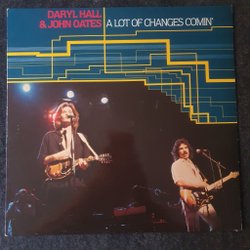 DARYL HALL
& JOHN OATES A LOT OF CHANGES COMIN'